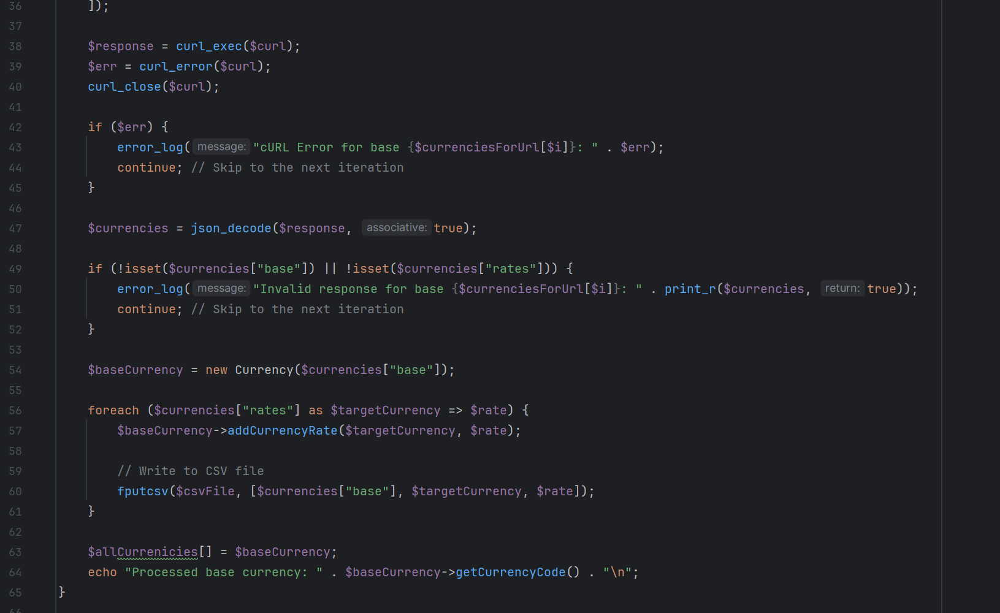 36 ]);
37
38 $response = curl_exec($curl);
39 $err = curl_error($curl);
40 curl_close($curl);
41
42 if ($err) {
43 error_log( message: "cURL Error for base {$currenciesForUrl[$i]}: " . $err);
44 continue; // Skip to the next iteration
45 }
46
47 $currencies = json_decode($response, associative: true);
48
49 if (!isset($currencies["base"]) || !isset($currencies["rates"])) {
50 error_log( message: "Invalid response for base {$currenciesForUrl[$i]}: " . print_r($currencies, return: true));
51 continue; // Skip to the next iteration
52 }
53
54 $baseCurrency = new Currency($currencies["base"]);
55
56 foreach ($currencies["rates"] as $targetCurrency => $rate) {
57 $baseCurrency->addCurrencyRate($targetCurrency, $rate);
58
59 // Write to CSV file
60 fputcsv($csvFile, [$currencies["base"], $targetCurrency, $rate]);
61 }
62
63 $allCurrenicies[] = $baseCurrency;
64 echo "Processed base currency: " . $baseCurrency->getCurrencyCode() . "\n";
65 }
66